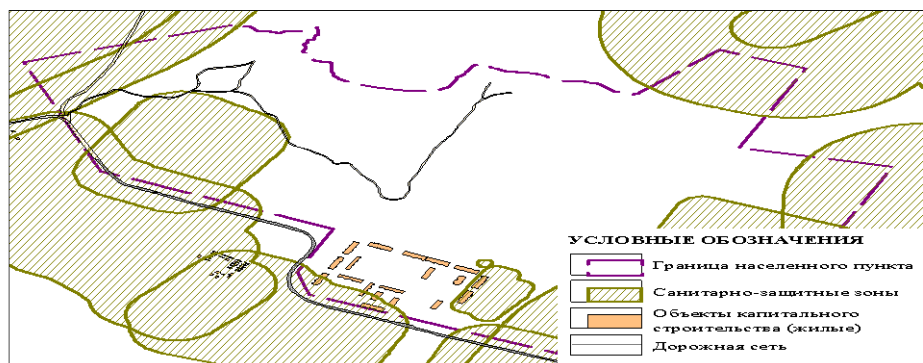 УСЛОВНЫЕ ОБОЗНАЧЕНИЯ
Граница населенного пункта
Санитарно-защитные зоны
Объекты капитального
строительства (жилые)
Дорожная сеть